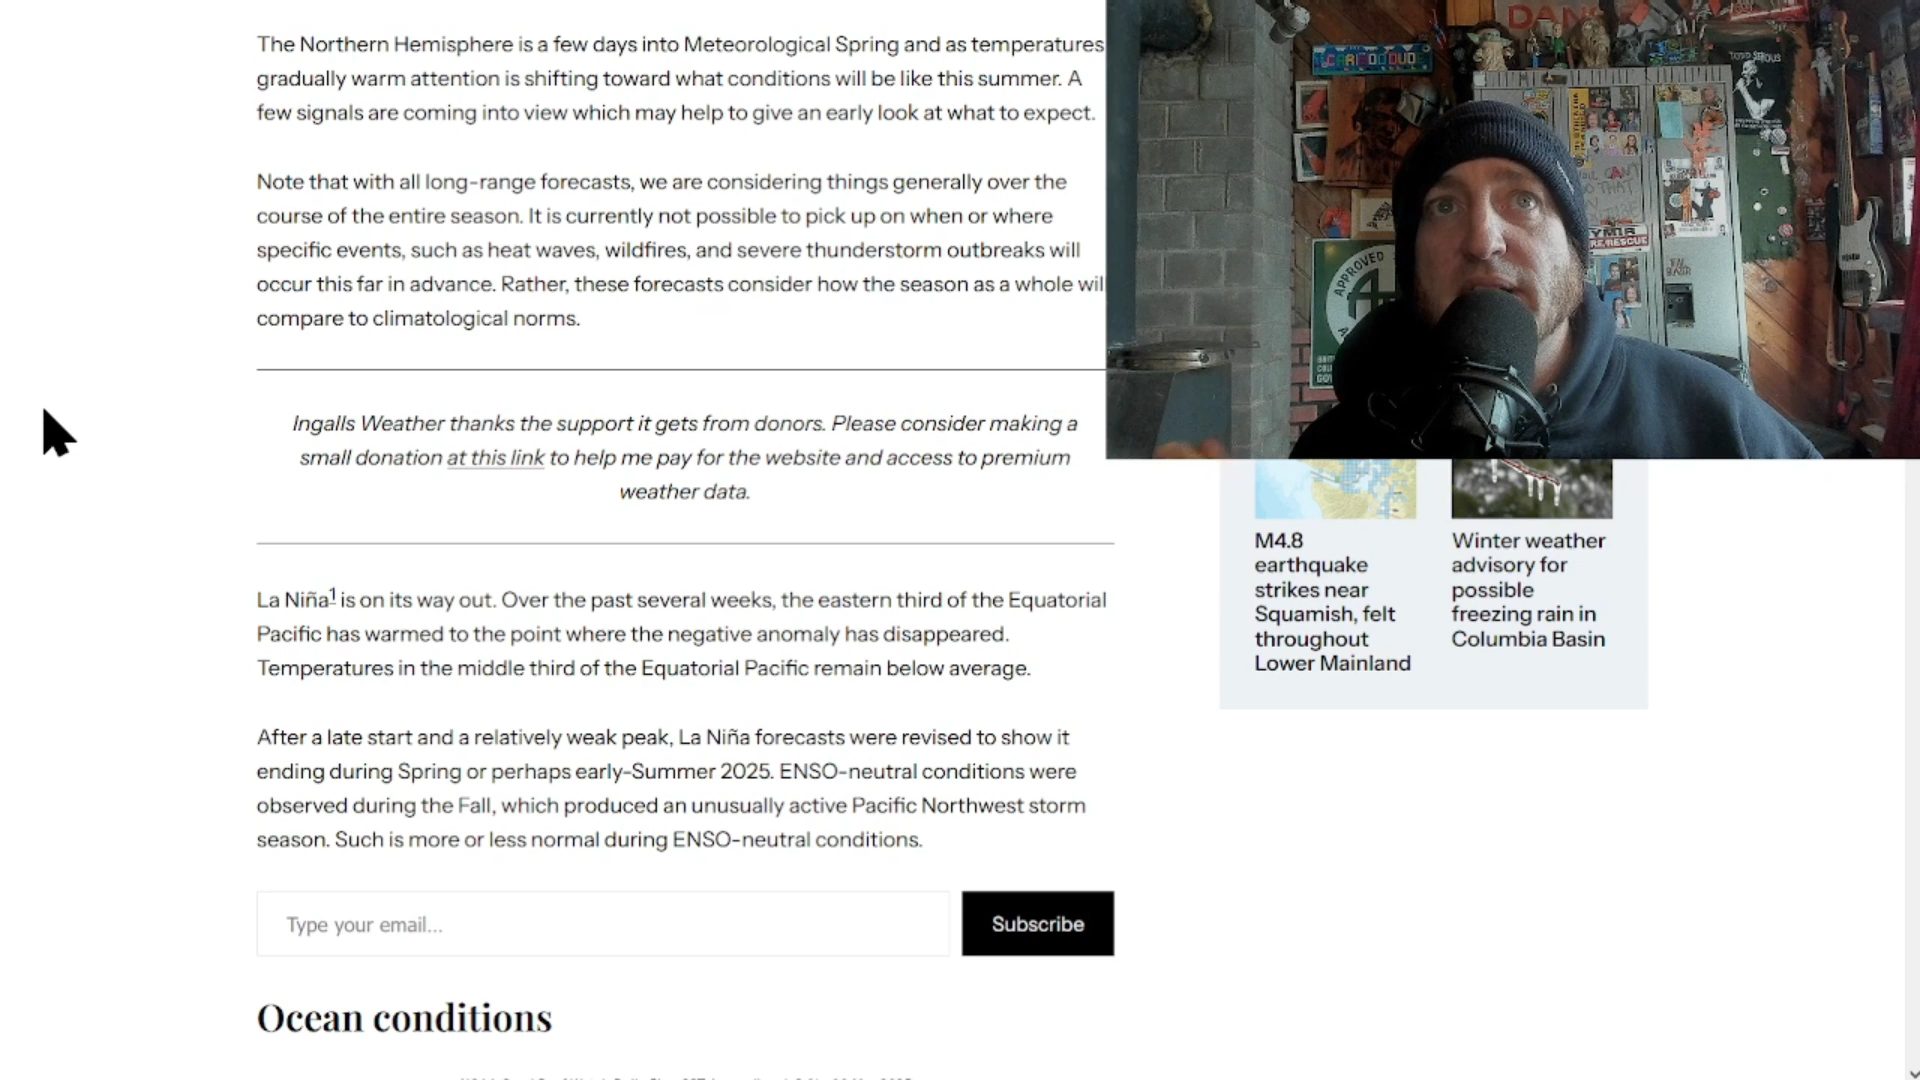 The Northern Hemisphere is a few days into Meteorological Spring and as temperatures
gradually warm attention is shifting toward what conditions will be like this summer. A
few signals are coming into view which may help to give an early look at what to expect.
Note that with all long-range forecasts, we are considering things generally over the
course of the entire season. It is currently not possible to pick up on when or where
specific events, such as heat waves, wildfires, and severe thunderstorm outbreaks will
occur this far in advance. Rather, these forecasts consider how the season as a whole wil
compare to climatological norms.
Ingalls Weather thanks the support it gets from donors. Please consider making a
small donation at this link to help me pay for the website and access to premium
weather data.
La Niña1 is on its way out. Over the past several weeks, the eastern third of the Equatorial
Pacific has warmed to the point where the negative anomaly has disappeared.
Temperatures in the middle third of the Equatorial Pacific remain below average.
After a late start and a relatively weak peak, La Niña forecasts were revised to show it
ending during Spring or perhaps early-Summer 2025. ENSO-neutral conditions were
observed during the Fall, which produced an unusually active Pacific Northwest storm
season. Such is more or less normal during ENSO-neutral conditions.
Type your email...
Subscribe
Ocean conditions
CARIBOODUDE
APPROVED
YMIR
RE/RESCUE
M4.8
earthquake
strikes near
Squamish, felt
throughout
Lower Mainland
Winter weather
advisory for
possible
freezing rain in
Columbia Basin